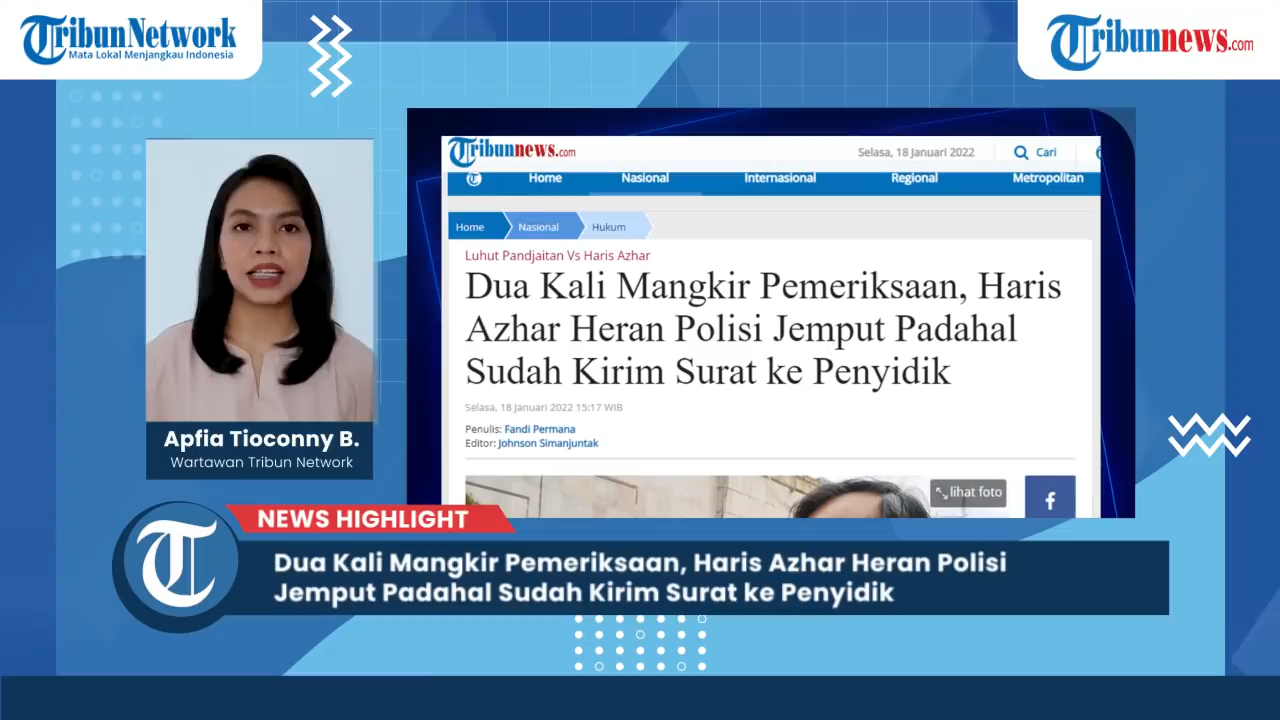 TribunNetwork
Mata Lokal Menjangkau Indonesia
Tribunnews.com
Tribunnews.com
Selasa, 18 Januari 2022
Cari
Home
Nasional
Internasional
Regional
Metropolitan
Home
Nasional
Hukum
Luhut Pandjaitan Vs Haris Azhar
Dua Kali Mangkir Pemeriksaan, Haris
Azhar Heran Polisi Jemput Padahal
Sudah Kirim Surat ke Penyidik
Selasa, 18 Januari 2022 15:17 WIB
Penulis: Fandi Permana
Editor: Johnson Simanjuntak
lihat foto
f
Apfia Tioconny B.
Wartawan Tribun Network
T
NEWS HIGHLIGHT
Dua Kali Mangkir Pemeriksaan, Haris Azhar Heran Polisi
Jemput Padahal Sudah Kirim Surat ke Penyidik